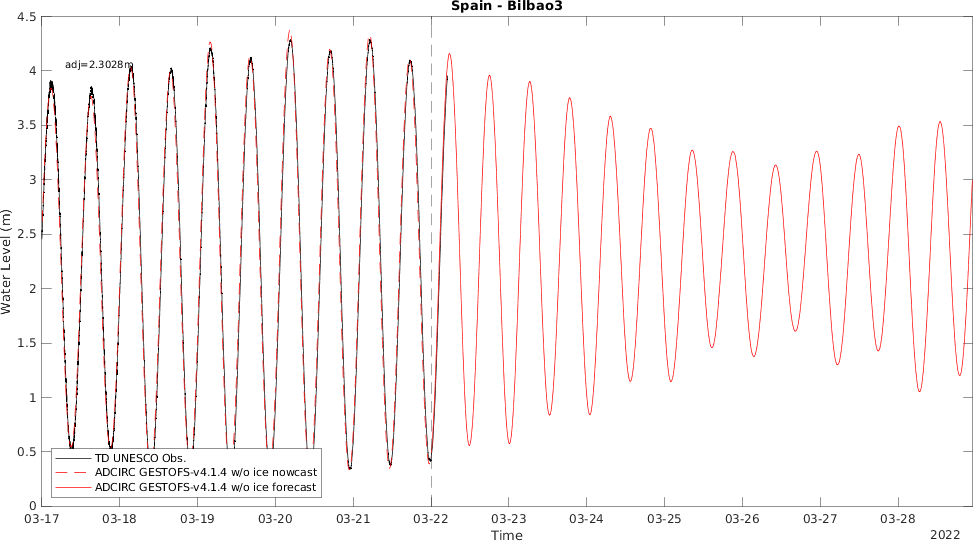 Spain - Bilbao3
4.5
4
3.5
3
2.5
2
1.5
1
0.5
0
Water Level (m)
adj=2.3028m
TD UNESCO Obs.
ADCIRC GESTOFS-v4.1.4 w/o ice nowcast
ADCIRC GESTOFS-v4.1.4 w/o ice forecast
03-17 03-18 03-19 03-20 03-21 03-22 03-23 03-24 03-25 03-26 03-27 03-28
Time
2022